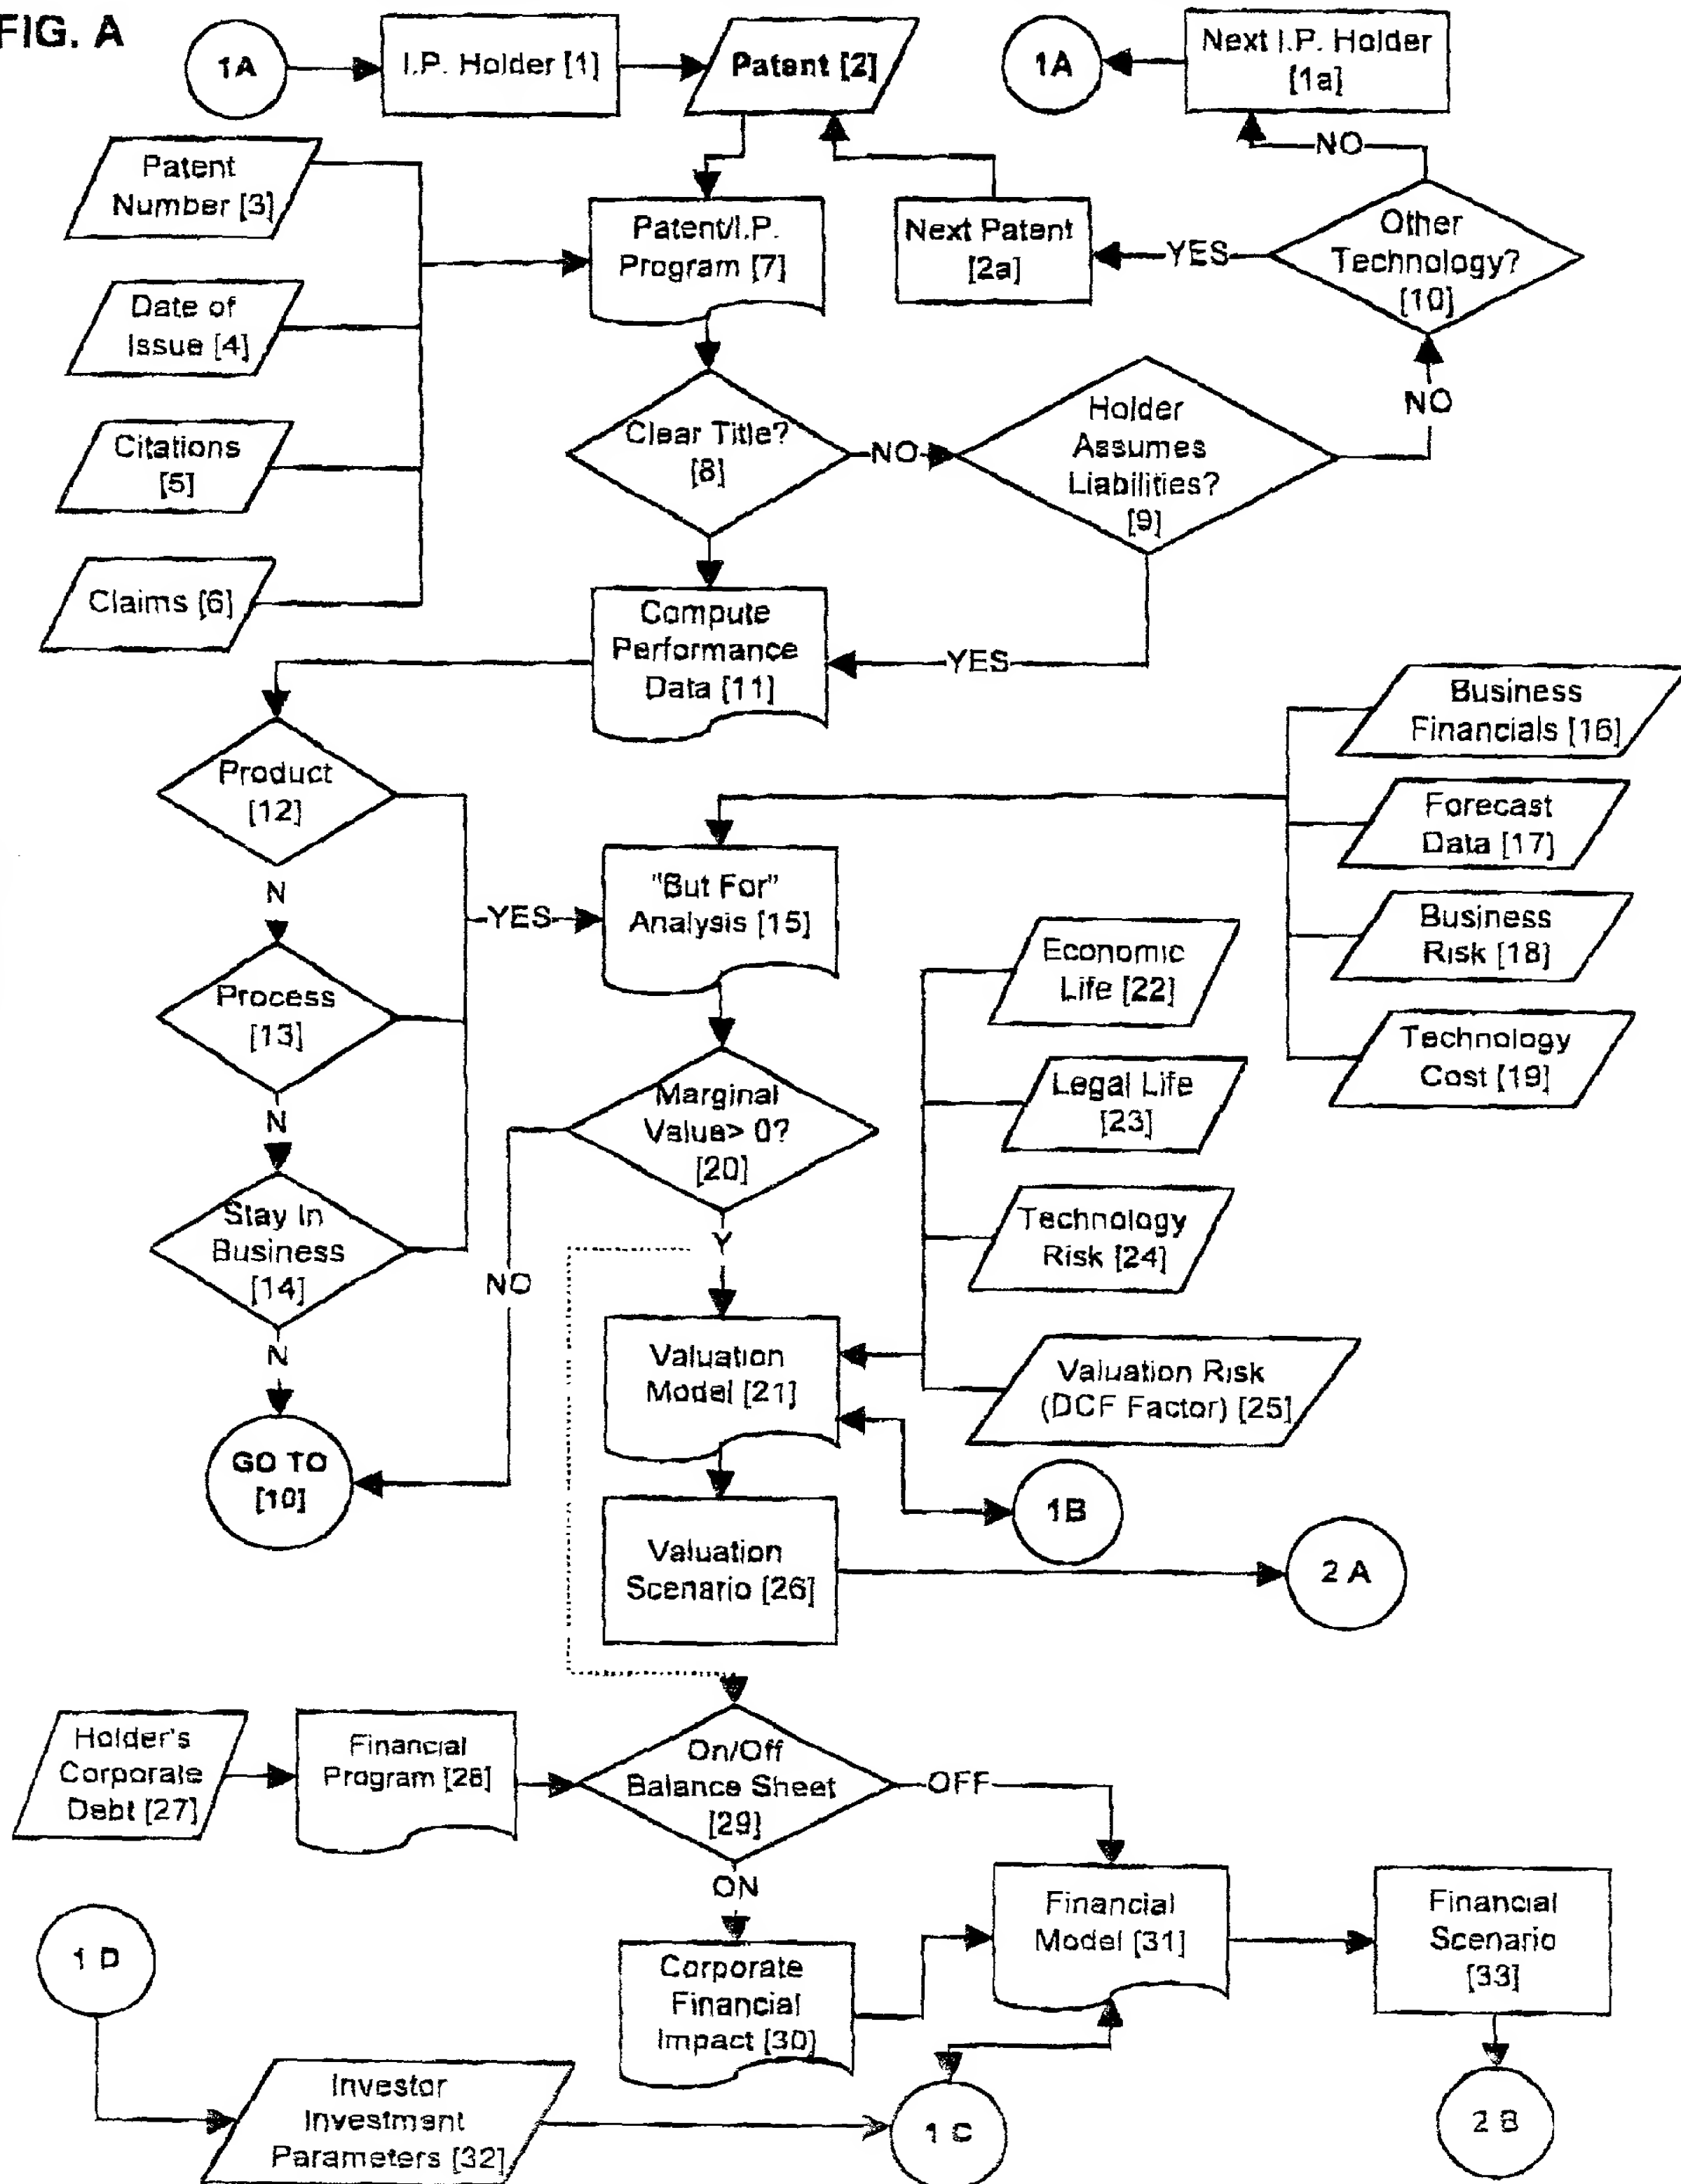 FIG. A
1A
I.P. Holder [1]
Patent [2]
1A
Next I.P. Holder
[1a]
NO
Patent
Number [3]
Patent/I.P.
Program [7]
Next Patent
[2a]
YES
Other
Technology?
[10]
Date of
Issue [4]
NO
Citations
[5]
Clear Title?
[8]
NO
Holder
Assumes
Liabilities?
[9]
Claims [6]
Compute
Performance
Data [11]
YES
Business
Financials [16]
Product
[12]
Forecast
Data [17]
N
"But For"
Analysis [15]
YES
Business
Risk [18]
Economic
Life [22]
Process
[13]
Technology
Cost [19]
N
Marginal
Value> 0?
[20]
Legal Life
[23]
Stay In
Business
[14]
Technology
Risk [24]
Y
NO
N
Valuation
Model [21]
Valuation Risk
(DCF Factor) [25]
GO TO
[10]
1B
Valuation
Scenario [26]
2 A
Holder's
Corporate
Debt [27]
Financial
Program [28]
On/Off
Balance Sheet
[29]
OFF
ON
1 D
Corporate
Financial
Impact [30]
Financial
Model [31]
Financial
Scenario
[33]
Investor
Investment
Parameters [32]
1 C
2 B